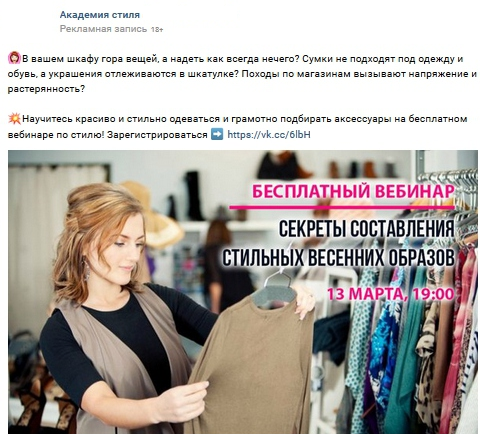 Академия стиля
Рекламная запись 18+
🙆В вашем шкафу гора вещей, а надеть как всегда нечего? Сумки не подходят под одежду и
обувь, а украшения отлеживаются в шкатулке? Походы по магазинам вызывают напряжение и
растерянность?
💥Научитесь красиво и стильно одеваться и грамотно подбирать аксессуары на бесплатном
вебинаре по стилю! Зарегистрироваться ➡ https://vk.cc/6lbH
БЕСПЛАТНЫЙ ВЕБИНАР
СЕКРЕТЫ СОСТАВЛЕНИЯ
СТИЛЬНЫХ ВЕСЕННИХ ОБРАЗОВ
13 МАРТА, 19:00